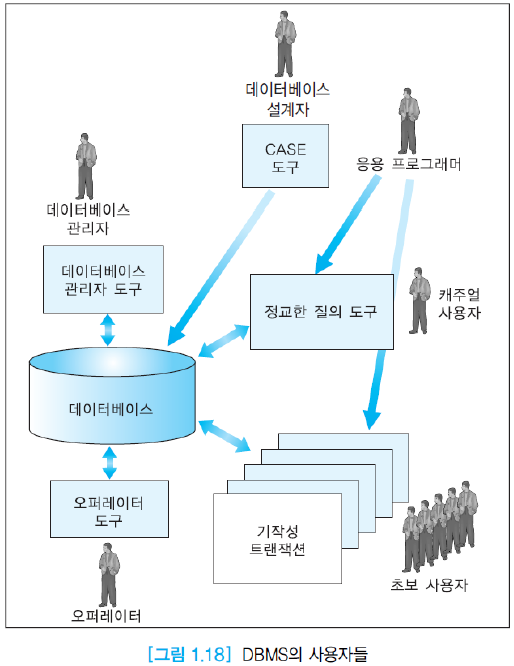 데이터베이스
설계자
CASE
도구
응용 프로그래머
데이터베이스
관리자
데이터베이스
관리자 도구
정교한 질의 도구
캐주얼
사용자
데이터베이스
오퍼레이터
도구
기작성
트랜잭션
초보 사용자
오퍼레이터
[그림 1.18] DBMS의 사용자들